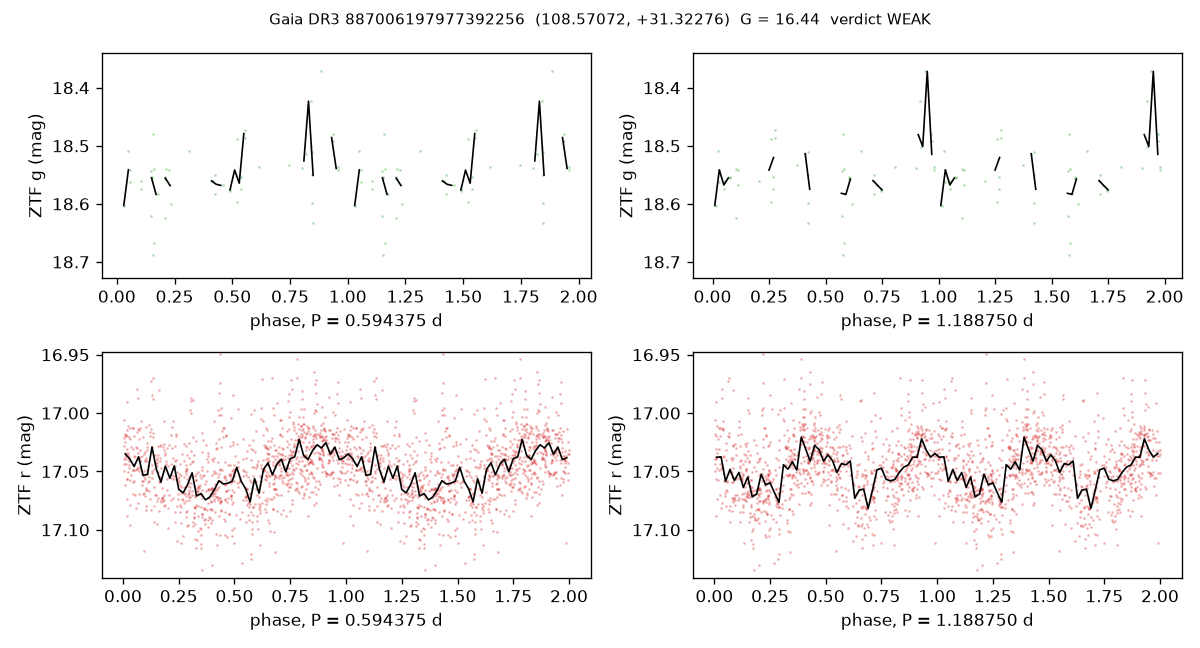 Gaia DR3 887006197977392256 (108.57072, +31.32276) G = 16.44 verdict WEAK
ZTF g (mag)
18.4
18.5
18.6
18.7
0.00 0.25 0.50 0.75 1.00 1.25 1.50 1.75 2.00
phase, P = 0.594375 d
ZTF g (mag)
18.4
18.5
18.6
18.7
0.00 0.25 0.50 0.75 1.00 1.25 1.50 1.75 2.00
phase, P = 1.188750 d
ZTF r (mag)
16.95
17.00
17.05
17.10
0.00 0.25 0.50 0.75 1.00 1.25 1.50 1.75 2.00
phase, P = 0.594375 d
ZTF r (mag)
16.95
17.00
17.05
17.10
0.00 0.25 0.50 0.75 1.00 1.25 1.50 1.75 2.00
phase, P = 1.188750 d